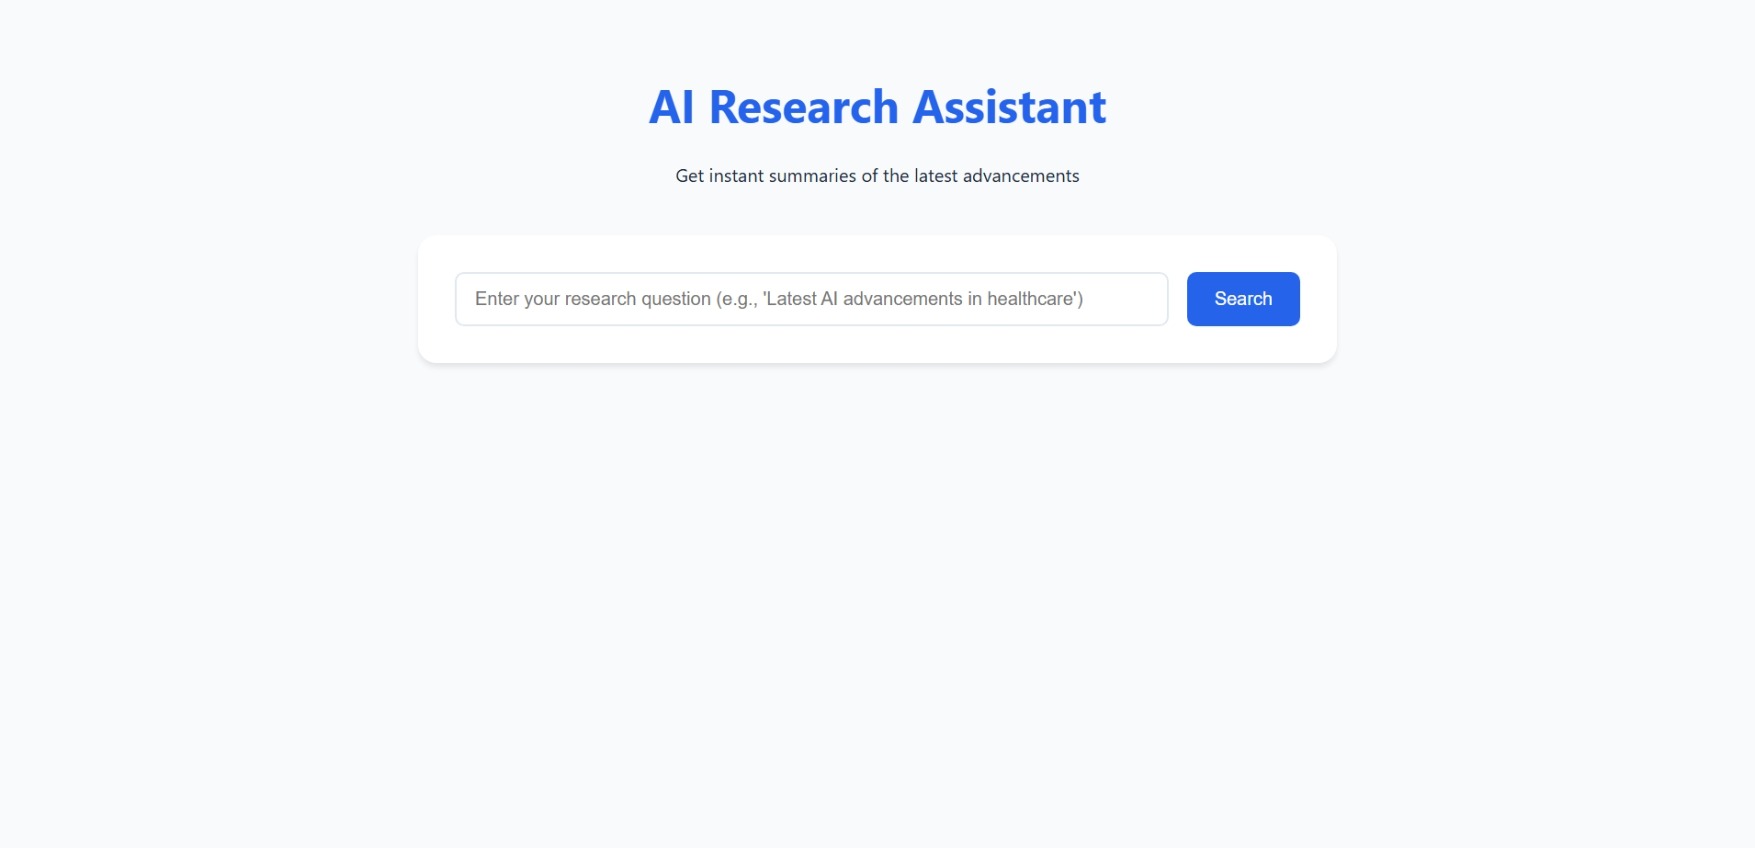 AI Research Assistant
Get instant summaries of the latest advancements
Enter your research question (e.g., 'Latest AI advancements in healthcare')
Search